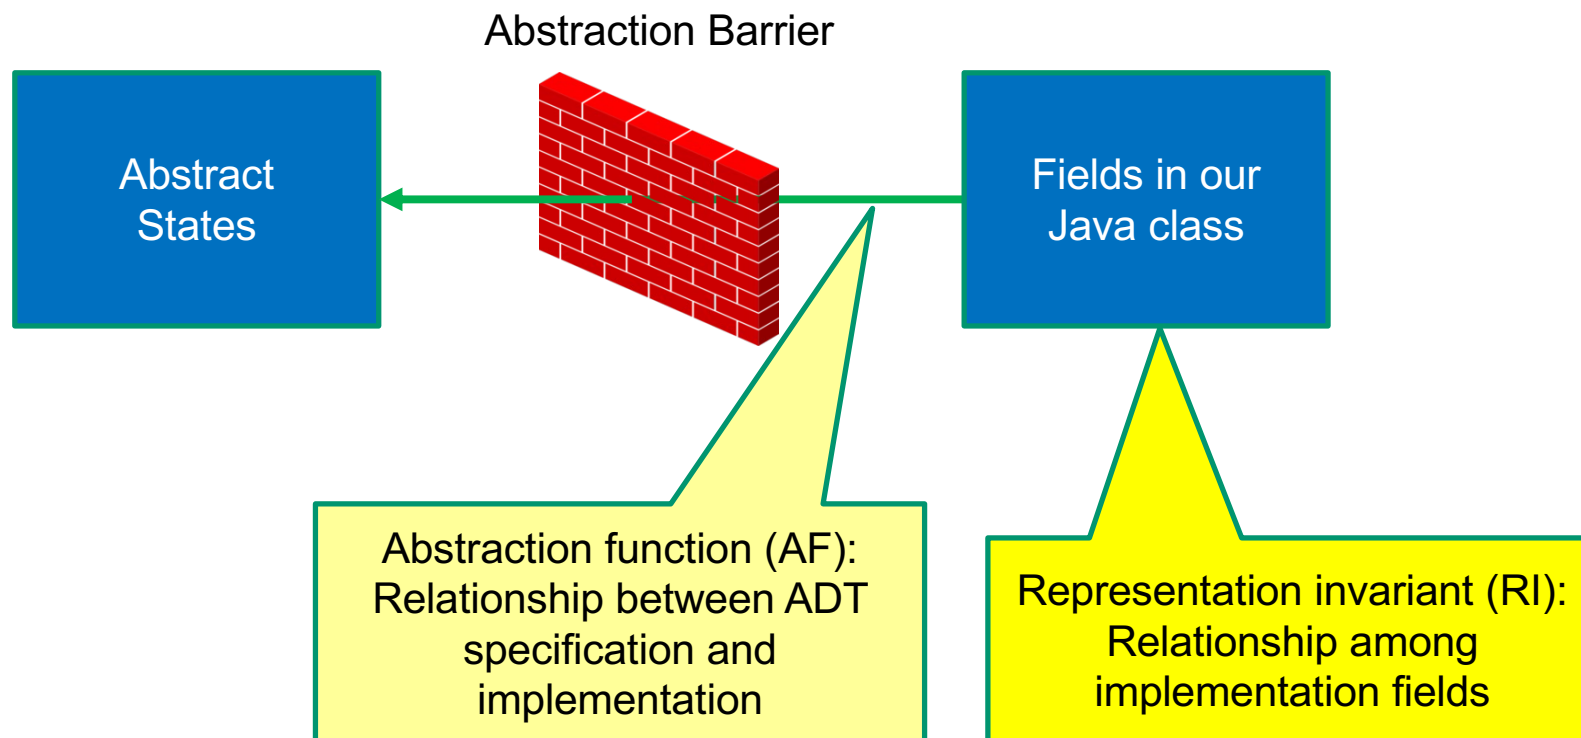 Abstraction Barrier
Abstract
States
Fields in our
Java class
Abstraction function (AF):
Relationship between ADT
specification and
implementation
Representation invariant (RI):
Relationship among
implementation fields